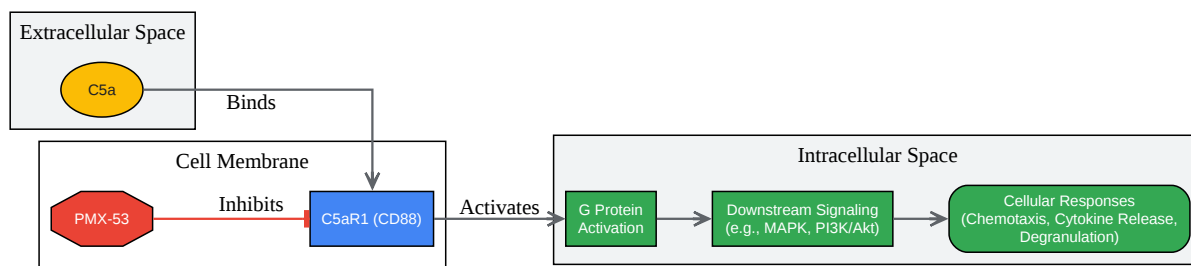 Extracellular Space
C5a
Binds
Cell Membrane
PMX-53
Inhibits
C5aR1 (CD88)
Activates
Intracellular Space
G Protein
Activation
Downstream Signaling
(e.g., MAPK, PI3K/Akt)
Cellular Responses
(Chemotaxis, Cytokine Release,
Degranulation)